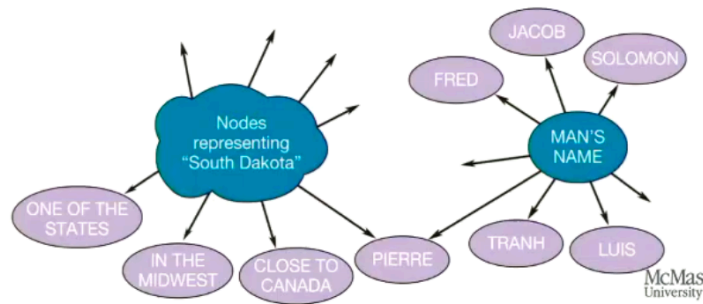 JACOB
SOLOMON
FRED
Nodes
representing
“South Dakota”
MAN'S
NAME
ONE OF THE
STATES
IN THE
MIDWEST
CLOSE TO
CANADA
PIERRE
TRANH
LUIS
McMas
University